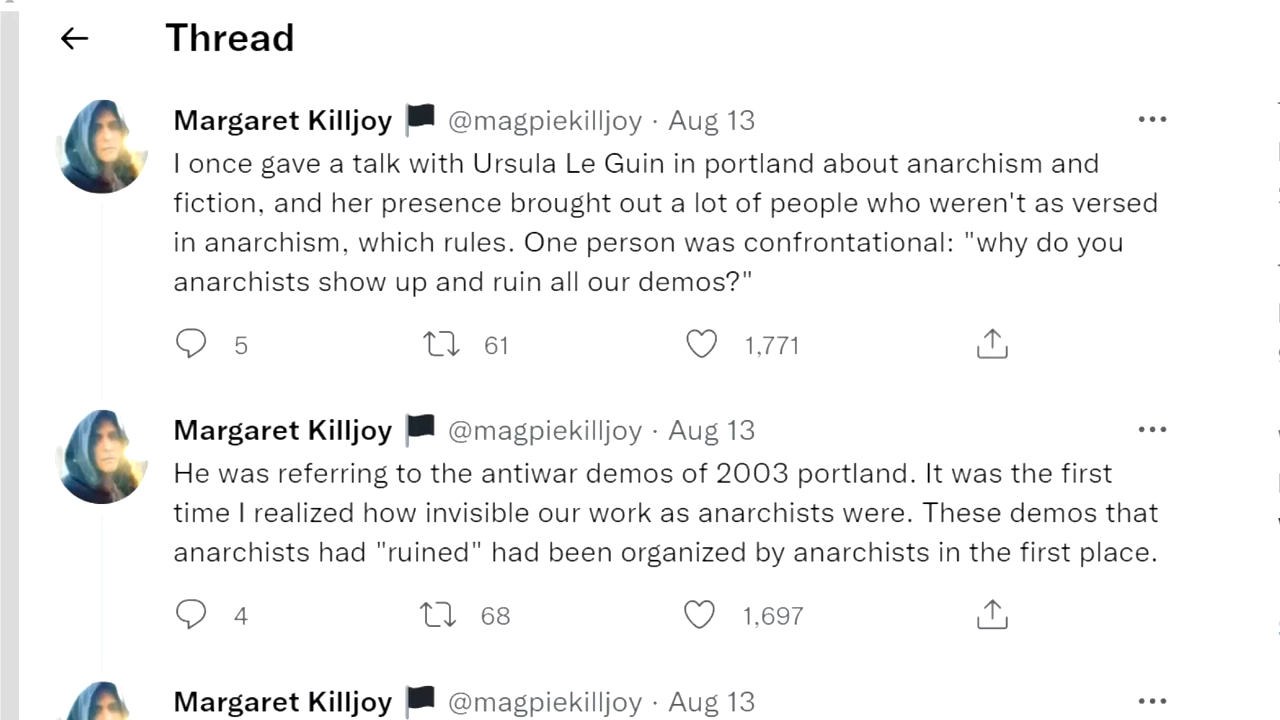 Thread
Margaret Killjoy 🏴 @magpiekilljoy · Aug 13
I once gave a talk with Ursula Le Guin in portland about anarchism and
fiction, and her presence brought out a lot of people who weren't as versed
in anarchism, which rules. One person was confrontational: "why do you
anarchists show up and ruin all our demos?"
5 61 1,771
Margaret Killjoy 🏴 @magpiekilljoy · Aug 13
He was referring to the antiwar demos of 2003 portland. It was the first
time I realized how invisible our work as anarchists were. These demos that
anarchists had "ruined" had been organized by anarchists in the first place.
4 68 1,697
Margaret Killjoy 🏴 @magpiekilljoy · Aug 13